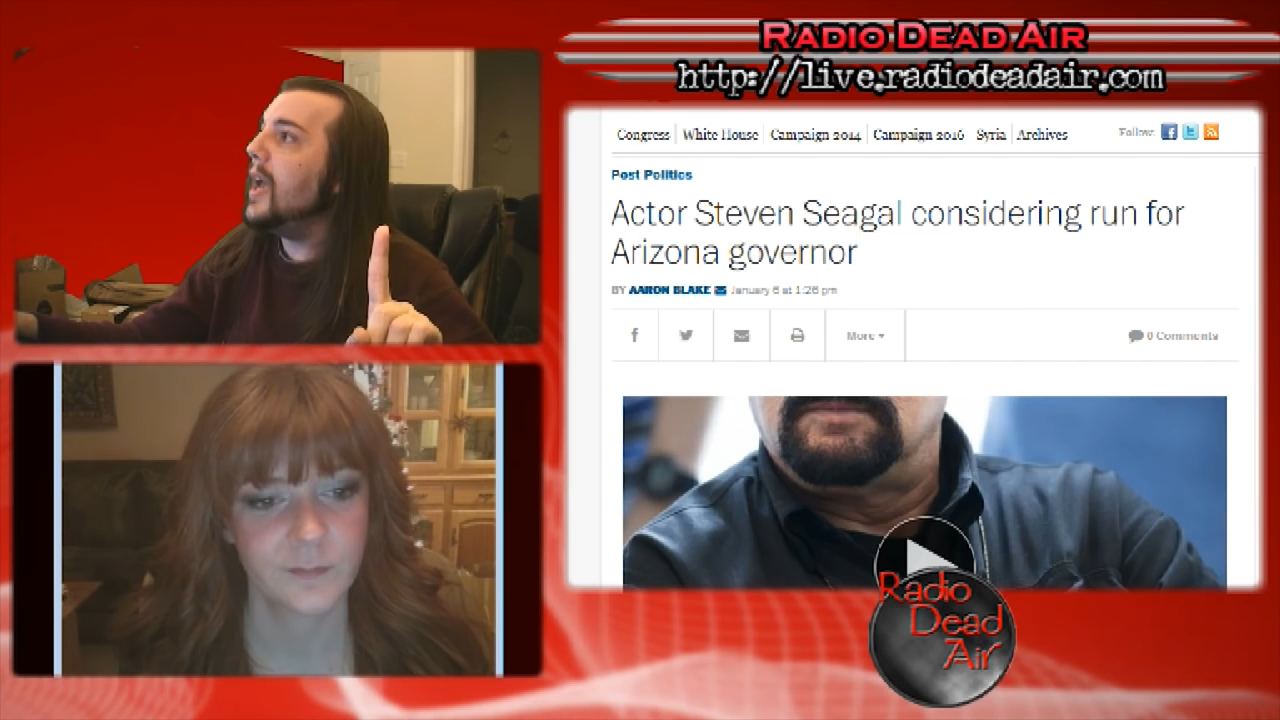 Radio Dead Air
http://live.radiodeadair.com
Congress White House Campaign 2014 Campaign 2016 Syria Archives Follow:
Post Politics
Actor Steven Seagal considering run for
Arizona governor
BY AARON BLAKE January 6 at 1:26 pm
More
0 Comments
Radio
Dead
Air